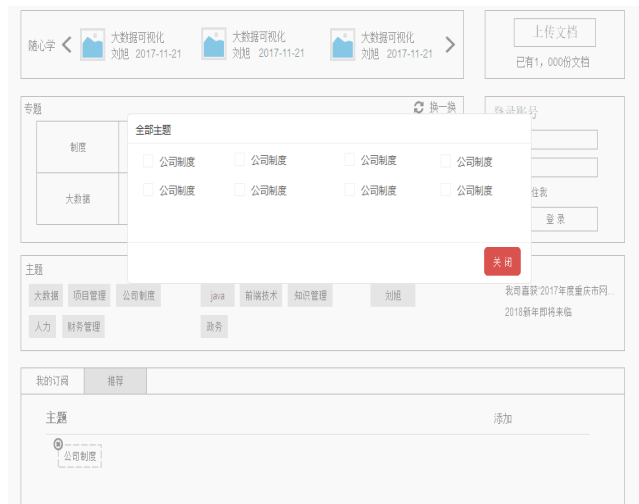 随心学
大数据可视化
刘旭 2017-11-21
大数据可视化
刘旭 2017-11-21
大数据可视化
刘旭 2017-11-21
上传文档
已有1，000份文档
专题
换一换
登录账号
制度
大数据
全部主题
公司制度 公司制度 公司制度 公司制度
公司制度 公司制度 公司制度 公司制度
关 闭
住我
登 录
主题
大数据 项目管理 公司制度 java 前端技术 知识管理 刘旭
人力 财务管理 政务
我司喜获“2017年度重庆市网...
2018新年即将来临
我的订阅 推荐
主题 添加
公司制度